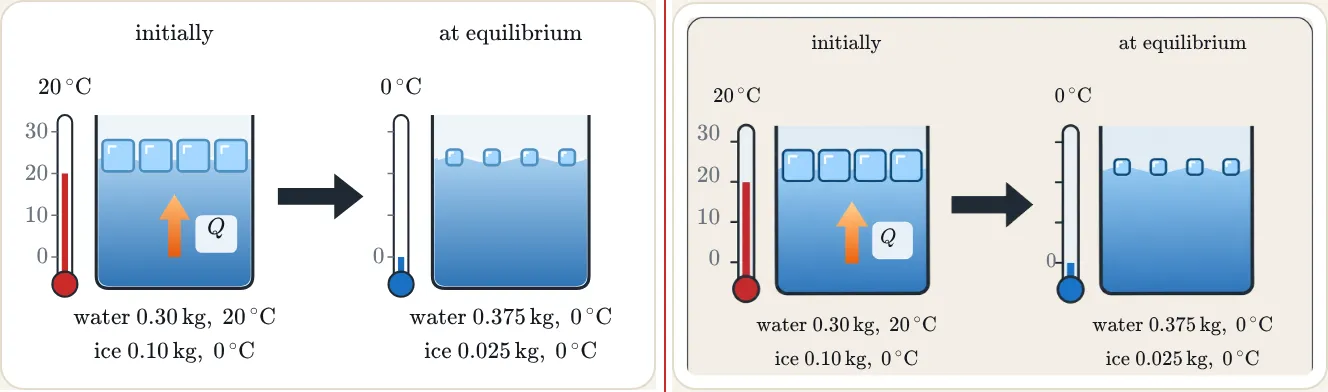 initially
at equilibrium
20 °C
0 °C
30
20
10
0
Q
0
water 0.30 kg, 20 °C
ice 0.10 kg, 0 °C
water 0.375 kg, 0 °C
ice 0.025 kg, 0 °C
initially
at equilibrium
20 °C
0 °C
30
20
10
0
Q
0
water 0.30 kg, 20 °C
ice 0.10 kg, 0 °C
water 0.375 kg, 0 °C
ice 0.025 kg, 0 °C